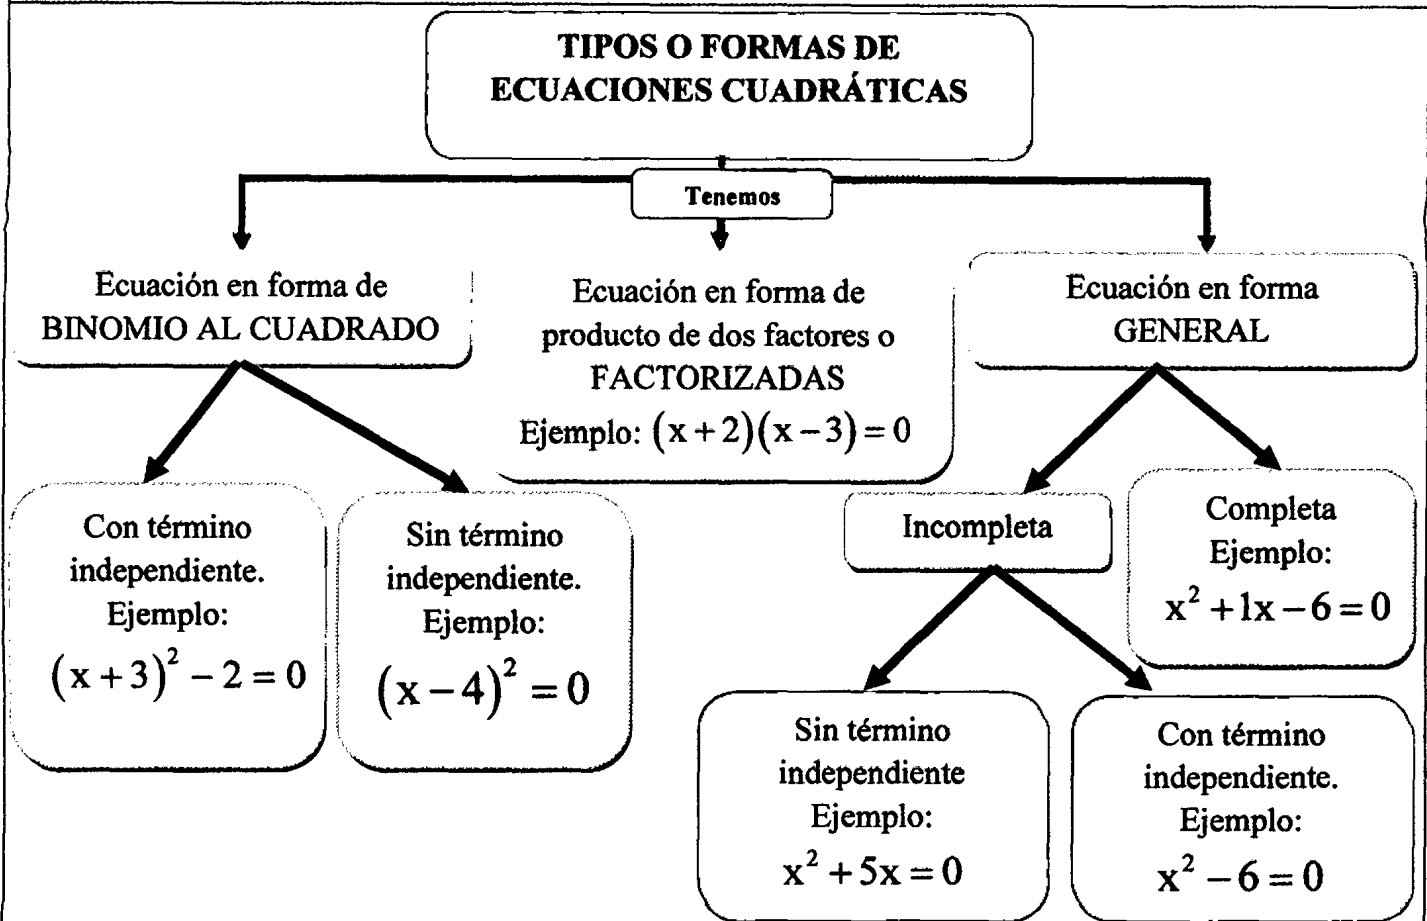 TIPOS O FORMAS DE
ECUACIONES CUADRÁTICAS
Tenemos
Ecuación en forma de
BINOMIO AL CUADRADO
Ecuación en forma de
producto de dos factores o
FACTORIZADAS
Ejemplo: (x+2)(x−3)=0
Ecuación en forma
GENERAL
Con término
independiente.
Ejemplo:
(x+3)² − 2 = 0
Sin término
independiente.
Ejemplo:
(x−4)² = 0
Incompleta
Completa
Ejemplo:
x² +1x − 6 = 0
Sin término
independiente
Ejemplo:
x² + 5x = 0
Con término
independiente.
Ejemplo:
x² − 6 = 0